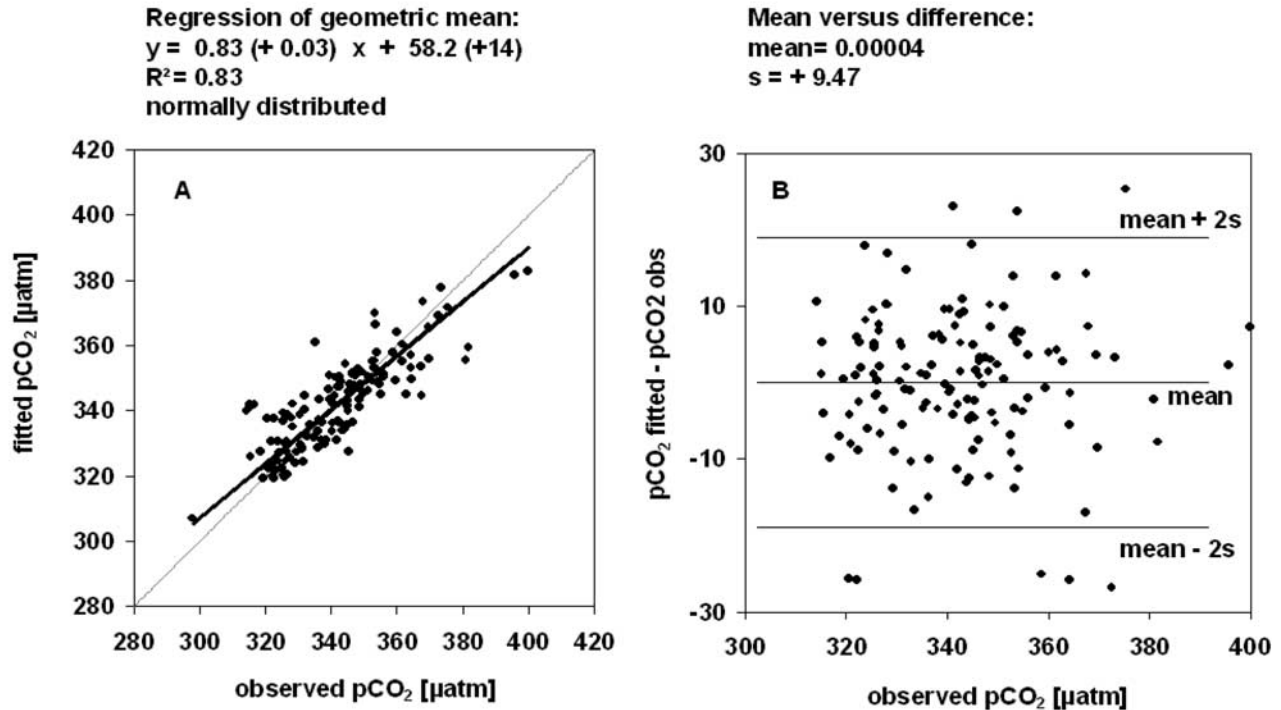 Regression of geometric mean:
y = 0.83 (+ 0.03) x + 58.2 (+14)
R² = 0.83
normally distributed
420
400
380
360
340
320
300
280
A
280 300 320 340 360 380 400 420
fitted pCO₂ [µatm]
observed pCO₂ [µatm]
Mean versus difference:
mean= 0.00004
s = + 9.47
30
10
-10
-30
B
mean + 2s
mean
mean - 2s
300 320 340 360 380 400
pCO₂ fitted - pCO2 obs
observed pCO₂ [µatm]